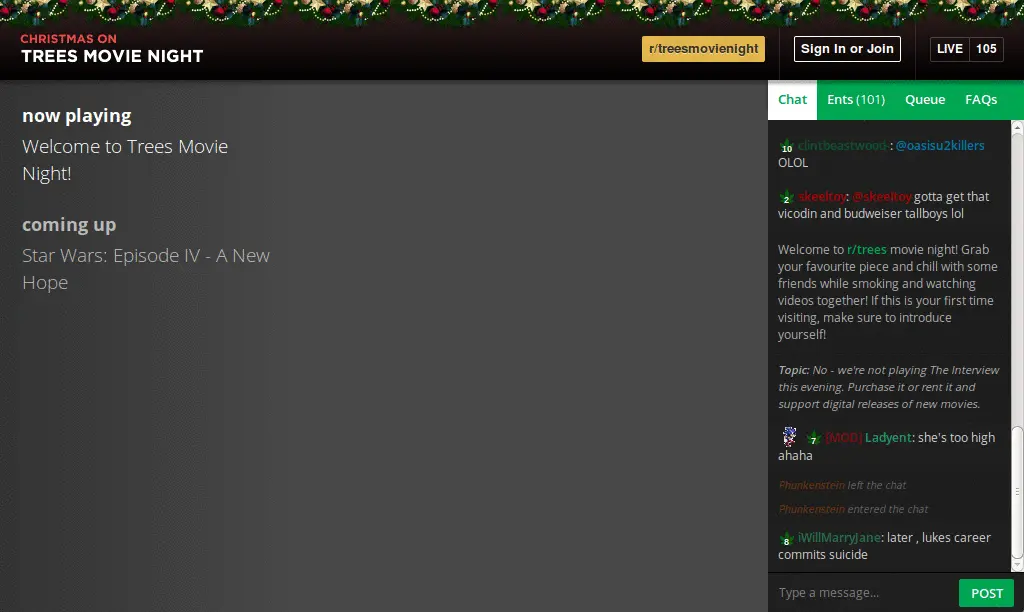 CHRISTMAS ON
TREES MOVIE NIGHT
r/treesmovienight
Sign In or Join
LIVE 105
now playing
Welcome to Trees Movie
Night!
coming up
Star Wars: Episode IV - A New
Hope
Chat Ents (101) Queue FAQs
10 clintbeastwood : @oasisu2killers
OLOL
2 skeeltoy: @skeeltoy gotta get that
vicodin and budweiser tallboys lol
Welcome to r/trees movie night! Grab
your favourite piece and chill with some
friends while smoking and watching
videos together! If this is your first time
visiting, make sure to introduce
yourself!
Topic: No - we're not playing The Interview
this evening. Purchase it or rent it and
support digital releases of new movies.
7 [MOD] Ladyent: she's too high
ahaha
Phunkenstein left the chat
Phunkenstein entered the chat
8 iWillMarryJane: later , lukes career
commits suicide
Type a message...
POST